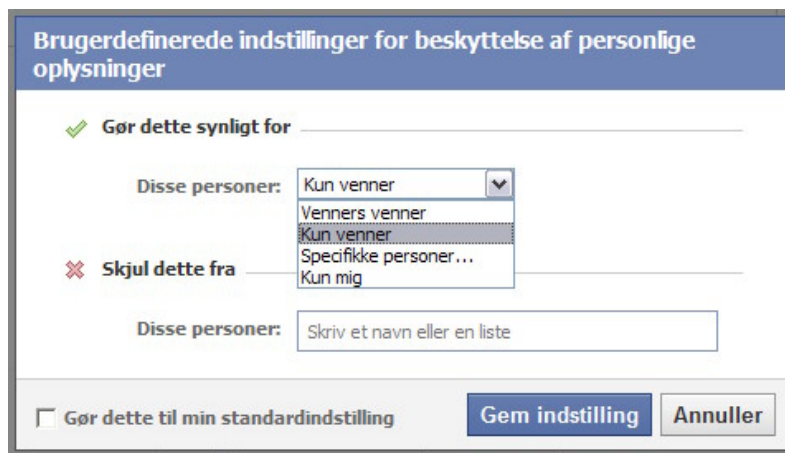 Brugerdefinerede indstillinger for beskyttelse af personlige
oplysninger
Gør dette synligt for
Disse personer: Kun venner
Venners venner
Kun venner
Specifikke personer...
Kun mig
Skjul dette fra
Disse personer: Skriv et navn eller en liste
Gør dette til min standardindstilling Gem indstilling Annuller